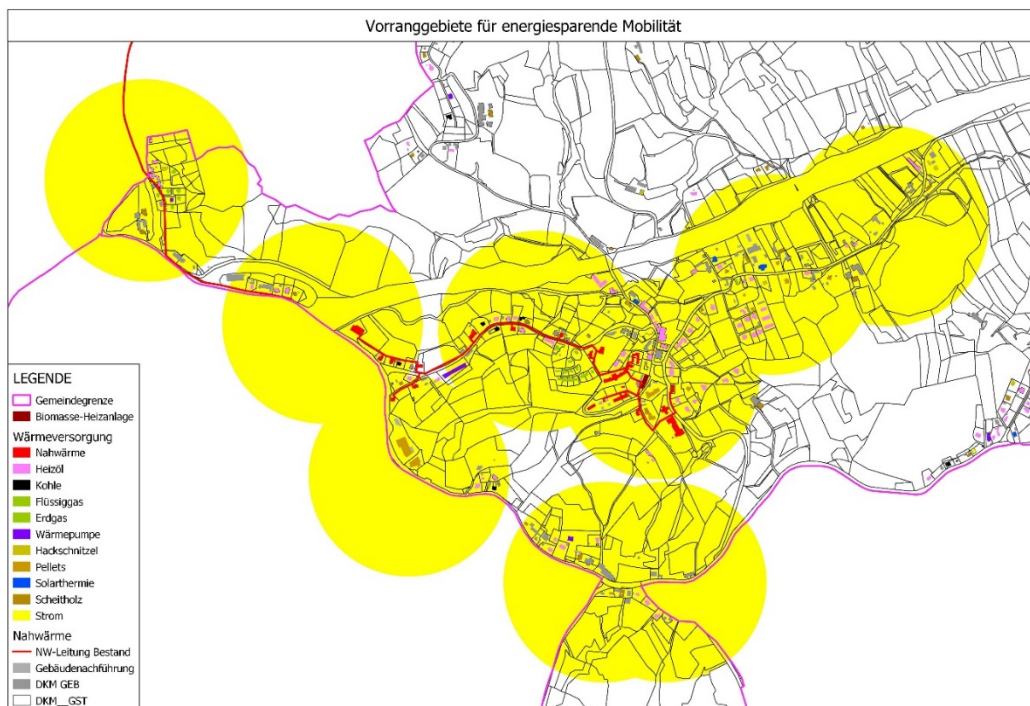 Vorranggebiete für energiesparende Mobilität
LEGENDE
Gemeindegrenze
Biomasse-Heizanlage
Wärmeversorgung
Nahwärme
Heizöl
Kohle
Flüssiggas
Erdgas
Wärmepumpe
Hackschnitzel
Pellets
Solarthermie
Scheitholz
Strom
Nahwärme
NW-Leitung Bestand
Gebäudenachführung
DKM GEB
DKM__GST